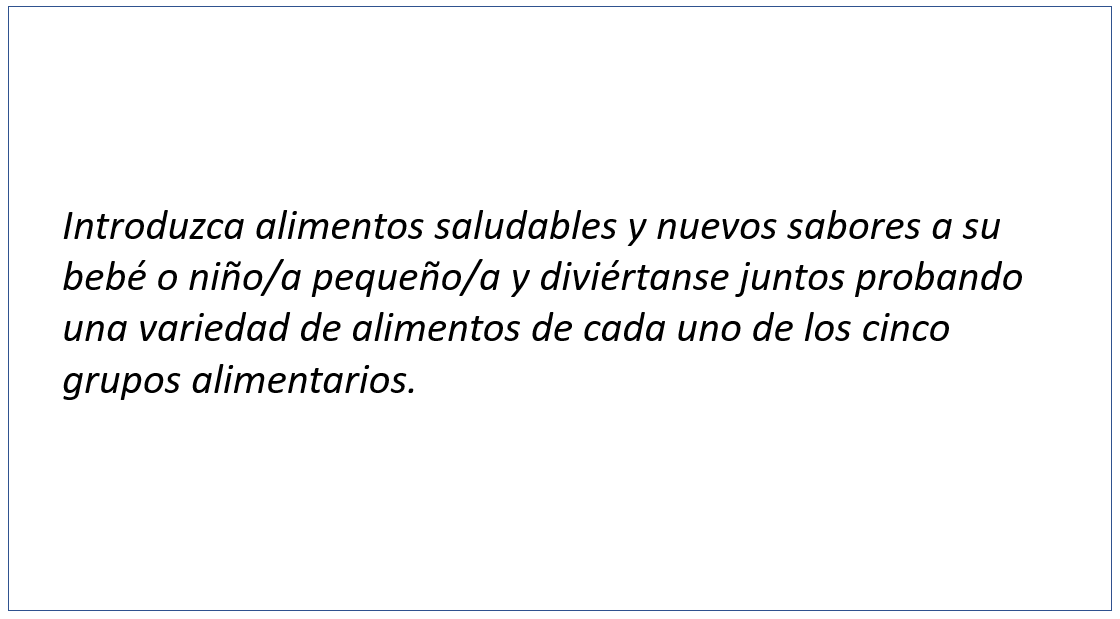 Introduzca alimentos saludables y nuevos sabores a su
bebé o niño/a pequeño/a y diviértanse juntos probando
una variedad de alimentos de cada uno de los cinco
grupos alimentarios.